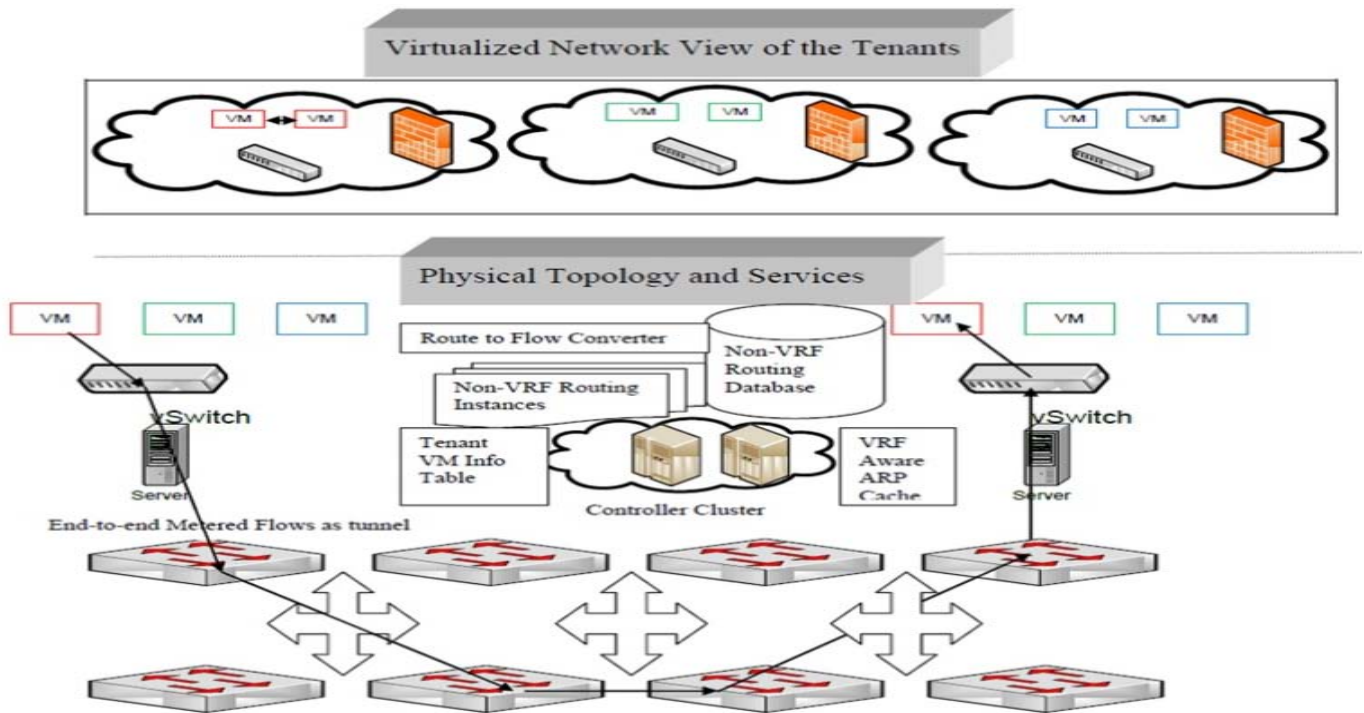 Virtualized Network View of the Tenants
VM VM VM VM VM VM
Physical Topology and Services
VM VM VM VM VM VM
Route to Flow Converter
Non-VRF
Routing
Database
Non-VRF Routing
Instances
vSwitch
vSwitch
Tenant
VM Info
Table
VRF
Aware
ARP
Cache
Server
Server
Controller Cluster
End-to-end Metered Flows as tunnel